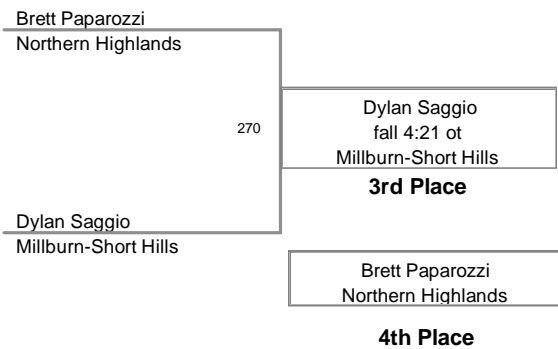 Brett Paparozzi
Northern Highlands
270
Dylan Saggio
fall 4:21 ot
Millburn-Short Hills
3rd Place
Dylan Saggio
Millburn-Short Hills
Brett Paparozzi
Northern Highlands
4th Place